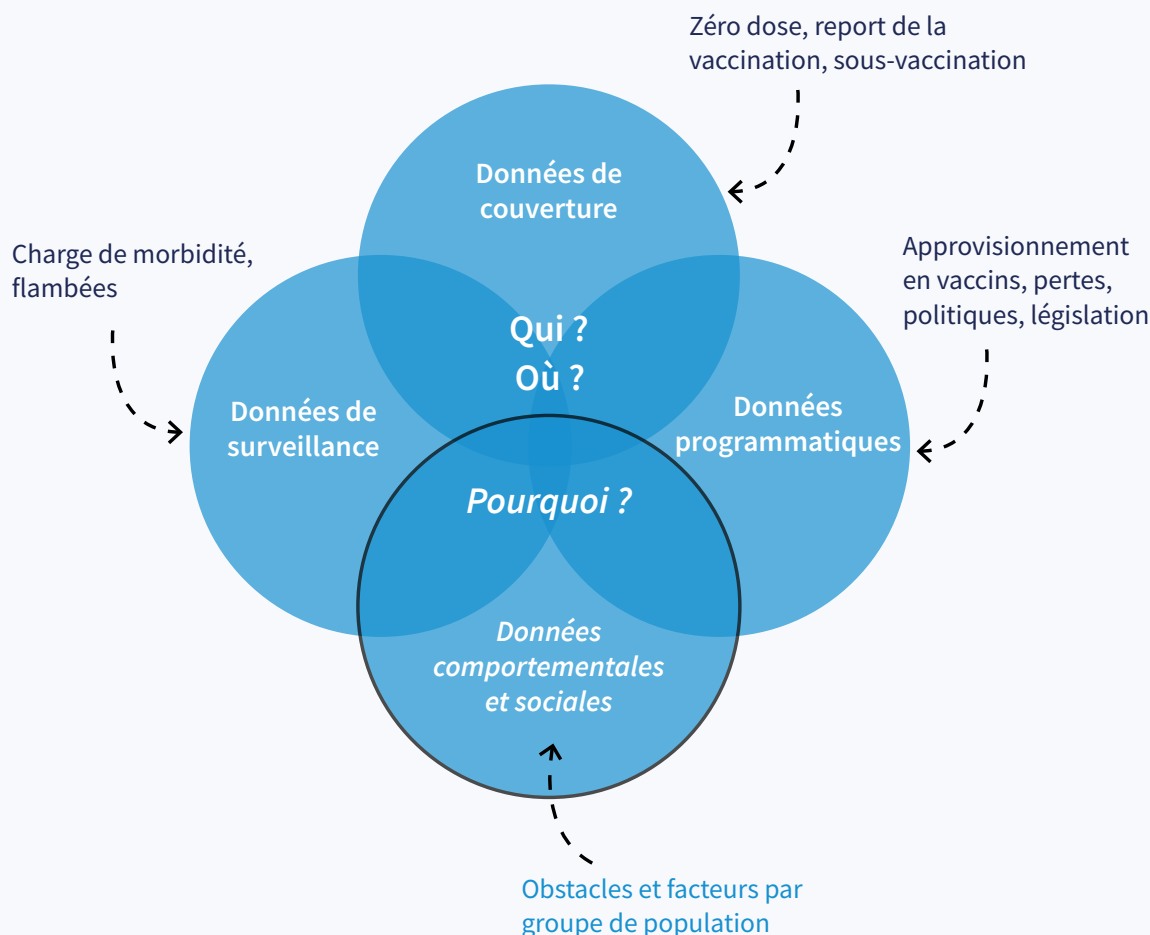 Zéro dose, report de la
vaccination, sous-vaccination
Données de
couverture
Charge de morbidité,
flambées
Approvisionnement
en vaccins, pertes,
politiques, législation
Qui ?
Où ?
Données de
surveillance
Données
programmatiques
Pourquoi ?
Données
comportementales
et sociales
Obstacles et facteurs par
groupe de population